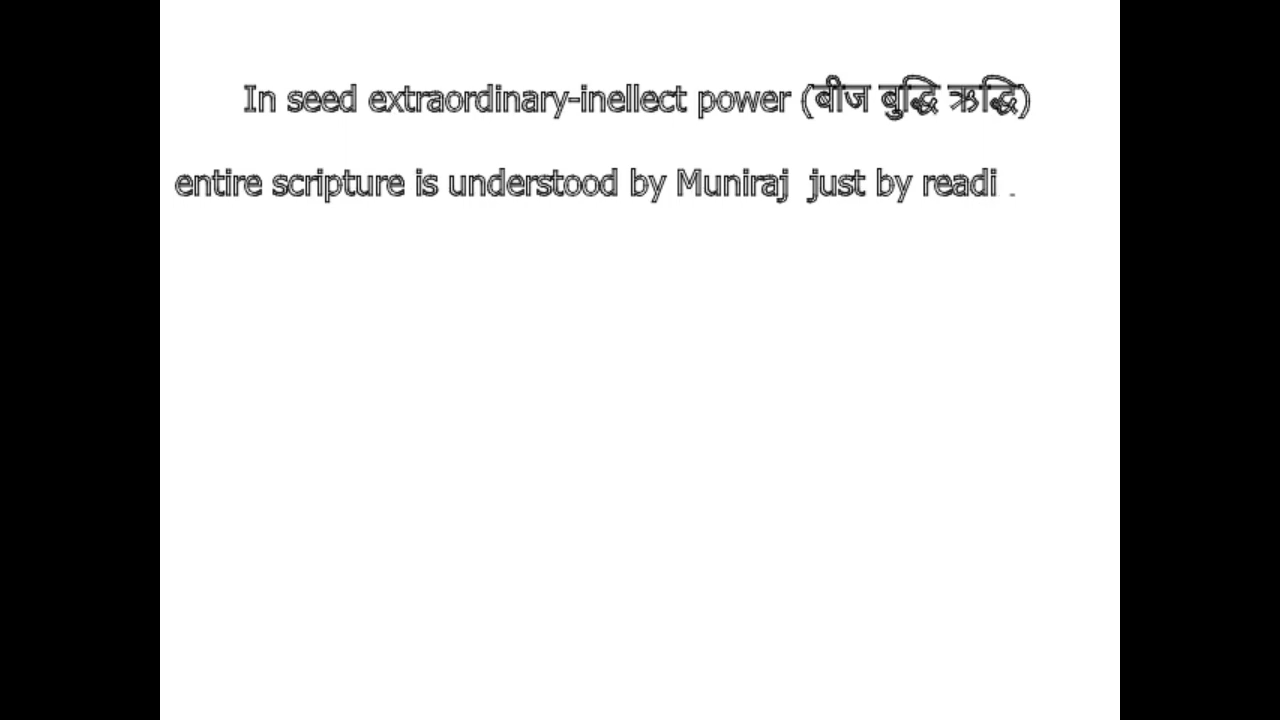 In seed extraordinary-inellect power (बीज बुद्धि ऋद्धि)
entire scripture is understood by Muniraj just by readi